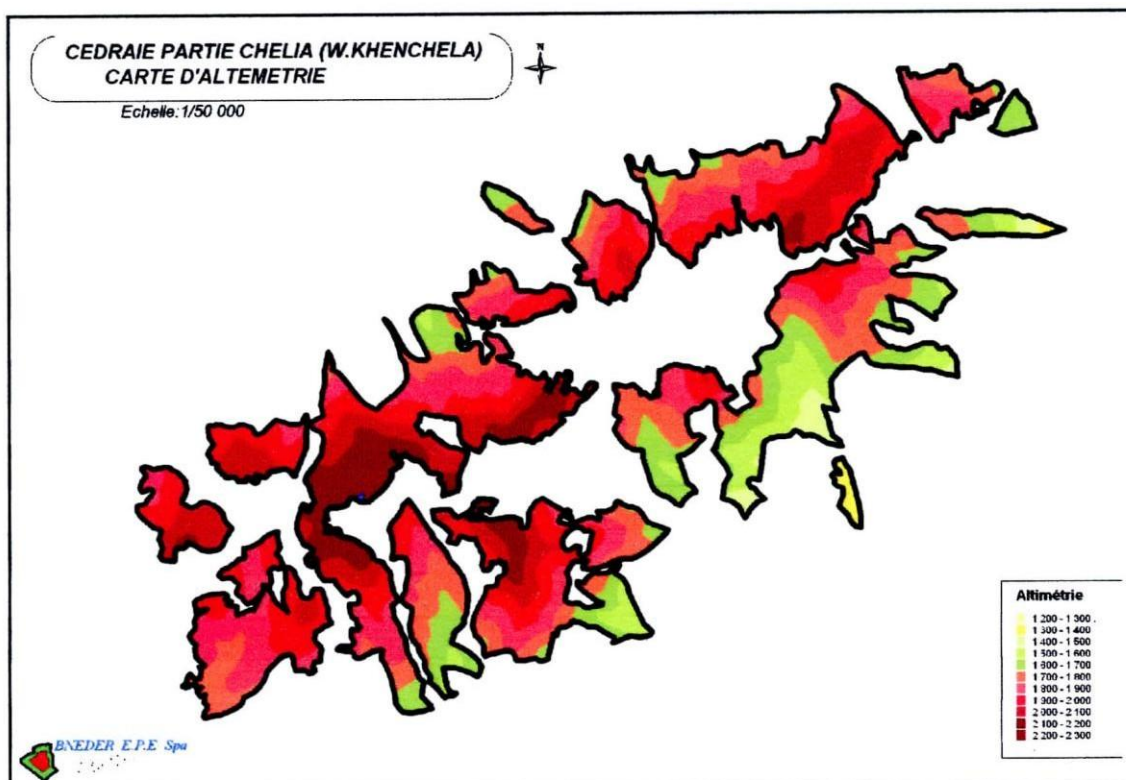 CEDRAIE PARTIE CHELIA (W.KHENCHELA)
CARTE D'ALTEMETRIE
Echelle: 1/50 000
N
Altimétrie
1 200 - 1 300
1 300 - 1 400
1 400 - 1 500
1 500 - 1 600
1 600 - 1 700
1 700 - 1 800
1 800 - 1 900
1 900 - 2 000
2 000 - 2 100
2 100 - 2 200
2 200 - 2 300
BNEDER E.P.E Spa